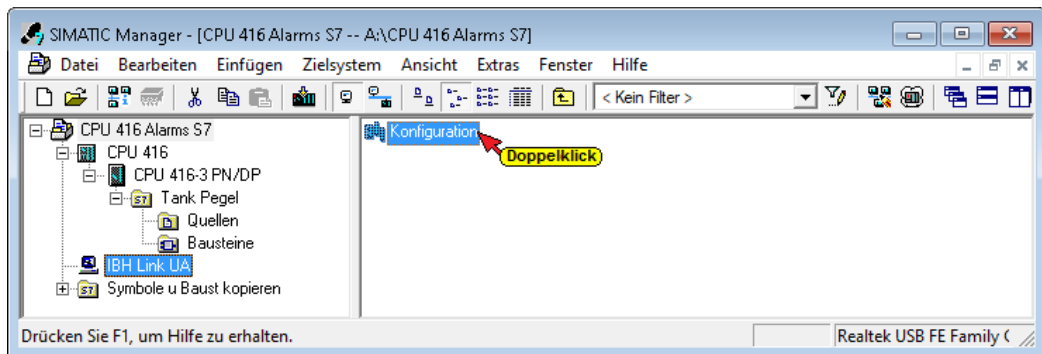 SIMATIC Manager - [CPU 416 Alarms S7 -- A:\CPU 416 Alarms S7]
Datei Bearbeiten Einfügen Zielsystem Ansicht Extras Fenster Hilfe
< Kein Filter >
CPU 416 Alarms S7
CPU 416
CPU 416-3 PN/DP
Tank Pegel
Quellen
Bausteine
IBH Link UA
Symbole u Baust kopieren
Konfiguration
Doppelklick
Drücken Sie F1, um Hilfe zu erhalten.
Realtek USB FE Family (